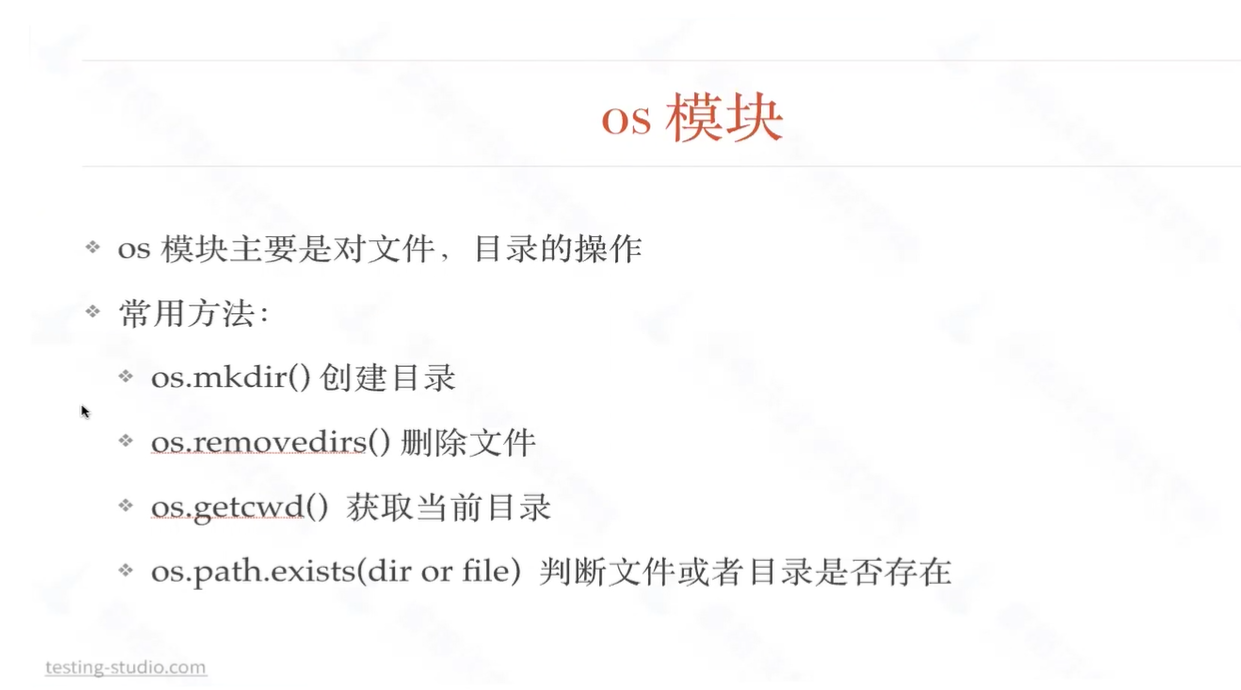 os 模块
os 模块主要是对文件，目录的操作
常用方法：
os.mkdir() 创建目录
os.removedirs() 删除文件
os.getcwd() 获取当前目录
os.path.exists(dir or file) 判断文件或者目录是否存在
testing-studio.com